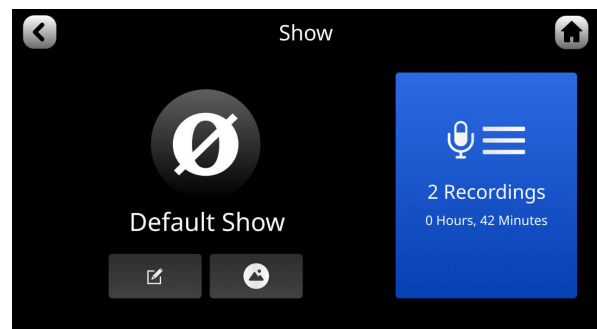 Show
Ø
Default Show
2 Recordings
0 Hours, 42 Minutes